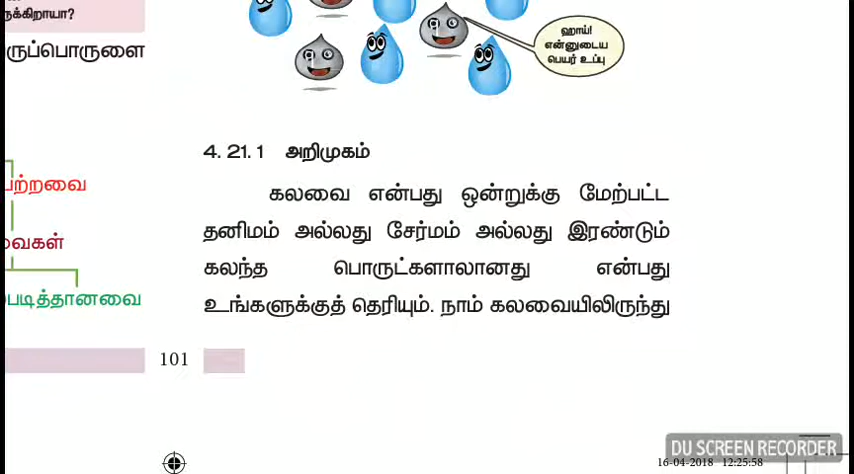 ருக்கிறாயா?
ருப்பொருளை
ஹாய்!
என்னுடைய
பெயர் உப்பு
பற்றவை
வைகள்
படித்தானவை
4. 21. 1 அறிமுகம்
கலவை என்பது ஒன்றுக்கு மேற்பட்ட
தனிமம் அல்லது சேர்மம் அல்லது இரண்டும்
கலந்த பொருட்களாலானது என்பது
உங்களுக்குத் தெரியும். நாம் கலவையிலிருந்து
101
DU SCREEN RECORDER
16-04-2018 12:25:58